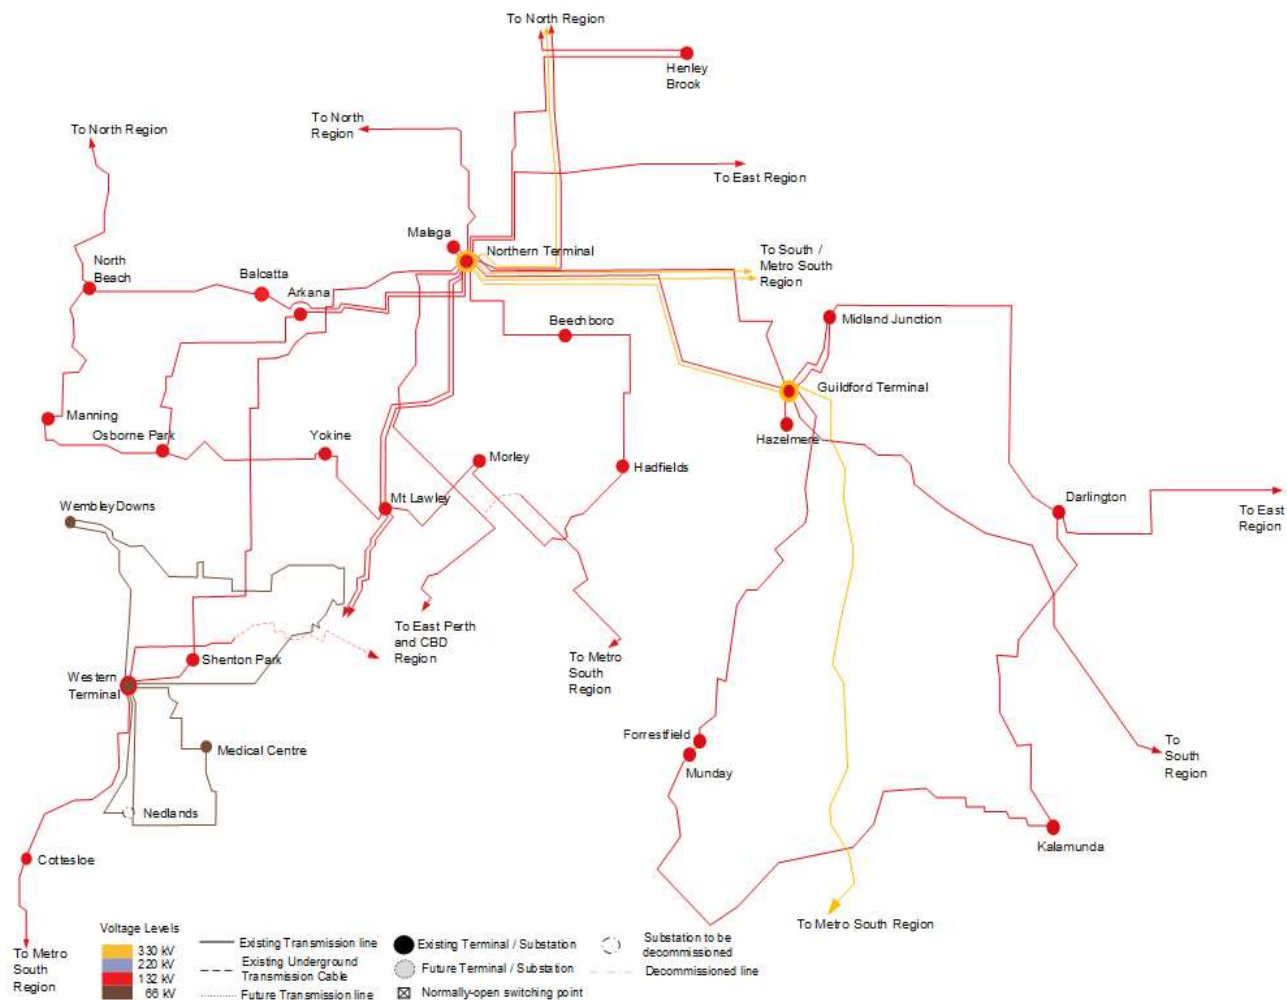 To North Region
Henley
Brook
To North
Region
To North Region
To East Region
Malaga
Northern Terminal
To South /
Metro South
Region
North
Beach
Balcatta
Arkana
Beechboro
Midland Junction
Guildford Terminal
Manning
Osborne Park
Yokine
Hazelmere
Morley
Hadfields
Mt Lawley
Wembley Downs
Darlington
To East
Region
To East Perth
and CBD
Region
To Metro
South
Region
Shenton Park
Western
Terminal
Medical Centre
Forrestfield
Munday
To
South
Region
Nedlands
Kalamunda
Cottesloe
To Metro South Region
To Metro
South
Region
Voltage Levels
330 kV
220 kV
132 kV
66 kV
Existing Transmission line
Existing Underground
Transmission Cable
Future Transmission line
Existing Terminal / Substation
Future Terminal / Substation
Normally-open switching point
Substation to be
decommissioned
Decommissioned line